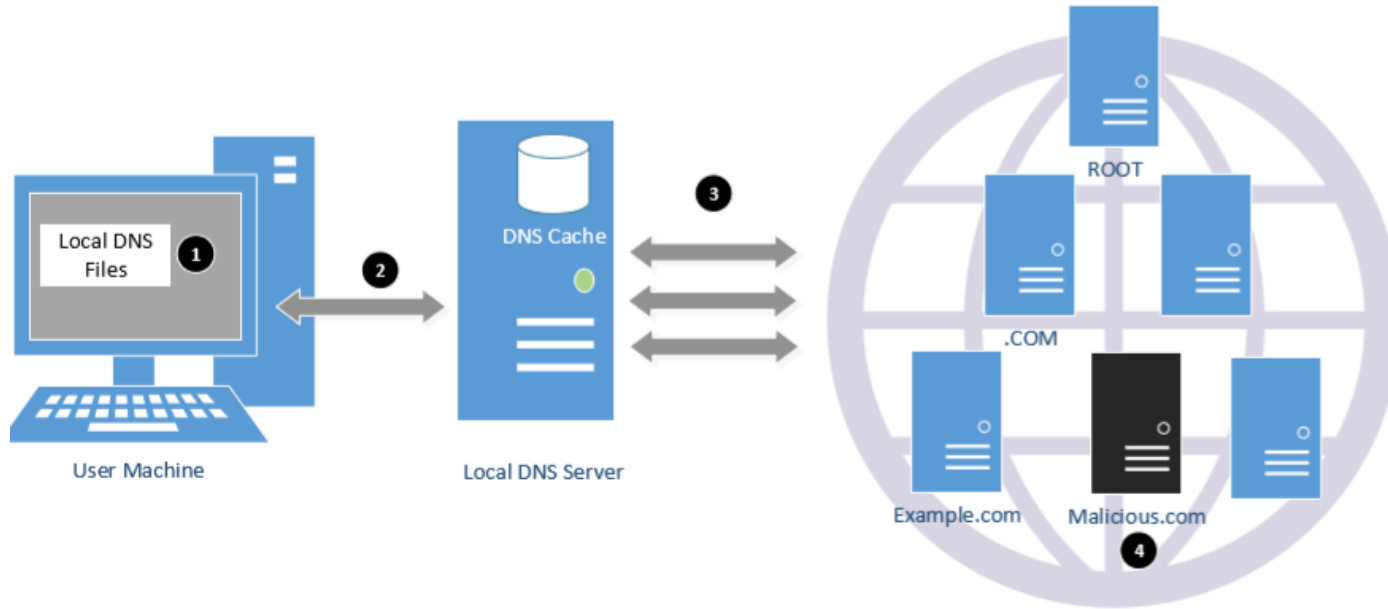 ROOT
Local DNS
Files
1
2
DNS Cache
3
.COM
User Machine
Local DNS Server
Example.com
Malicious.com
4